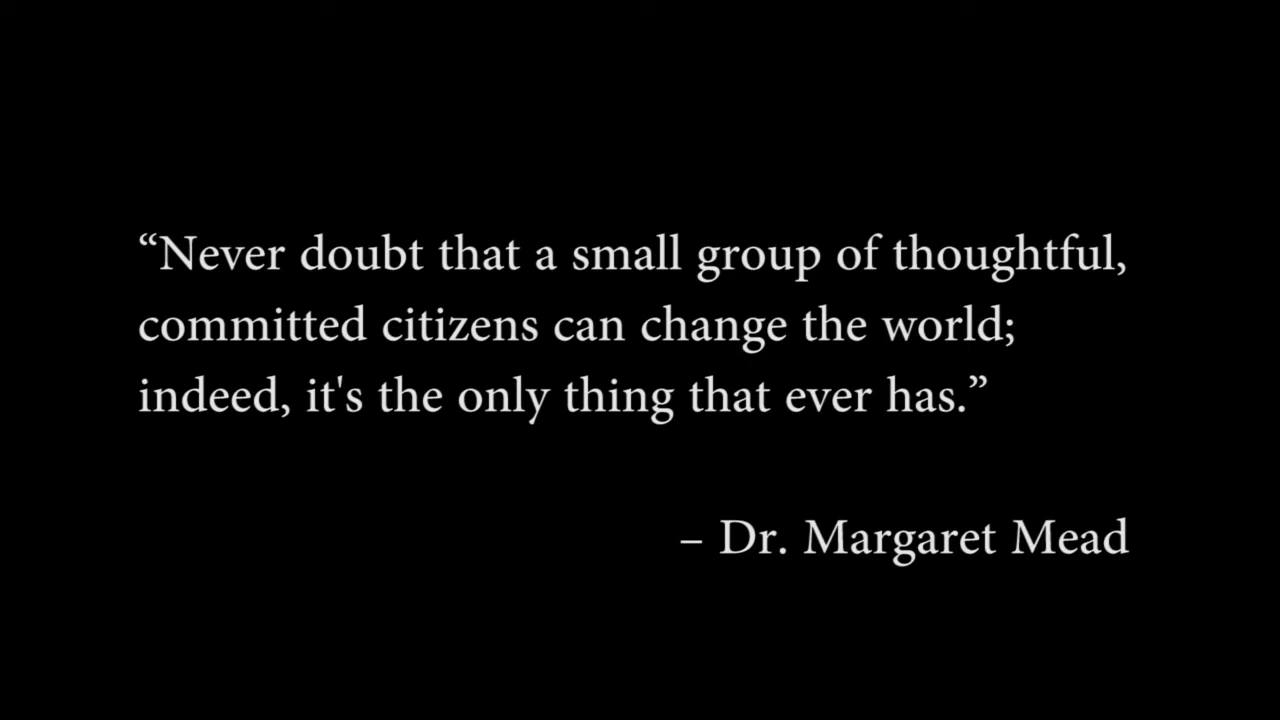 “Never doubt that a small group of thoughtful,
committed citizens can change the world;
indeed, it's the only thing that ever has.”
– Dr. Margaret Mead